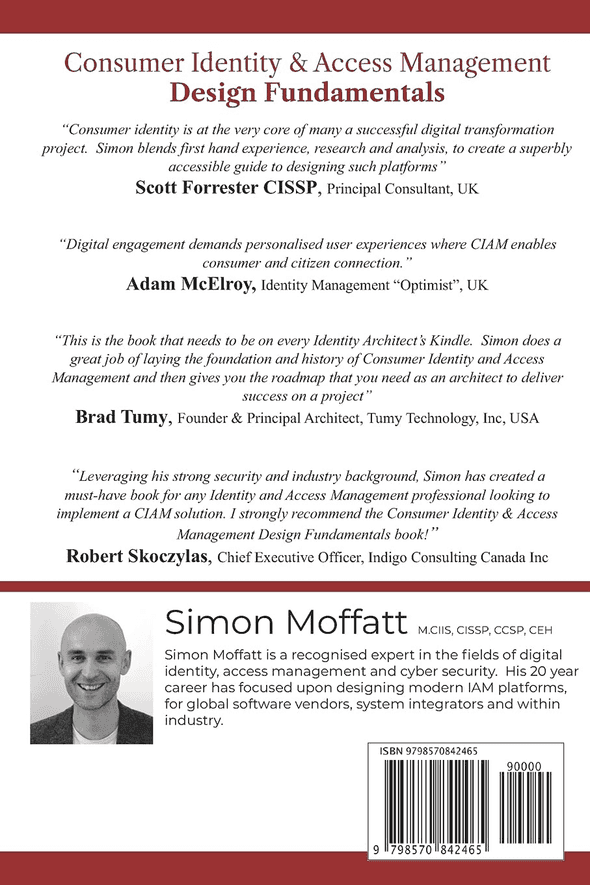 Consumer Identity & Access Management
Design Fundamentals
“Consumer identity is at the very core of many a successful digital transformation
project.  Simon blends first hand experience, research and analysis, to create a superbly
accessible guide to designing such platforms”
Scott Forrester CISSP, Principal Consultant, UK
“Digital engagement demands personalised user experiences where CIAM enables
consumer and citizen connection.”
Adam McElroy, Identity Management “Optimist”, UK
“This is the book that needs to be on every Identity Architect’s Kindle.  Simon does a
great job of laying the foundation and history of Consumer Identity and Access
Management and then gives you the roadmap that you need as an architect to deliver
success on a project”
Brad Tumy, Founder & Principal Architect, Tumy Technology, Inc, USA
“Leveraging his strong security and industry background, Simon has created a
must-have book for any Identity and Access Management professional looking to
implement a CIAM solution. I strongly recommend the Consumer Identity & Access
Management Design Fundamentals book!”
Robert Skoczylas, Chief Executive Officer, Indigo Consulting Canada Inc
Simon Moffatt M.CIIS, CISSP, CCSP, CEH
Simon Moffatt is a recognised expert in the fields of digital
identity, access management and cyber security.  His 20 year
career has focused upon designing modern IAM platforms,
for global software vendors, system integrators and within
industry.
ISBN 9798570842465
90000
9 798570 842465